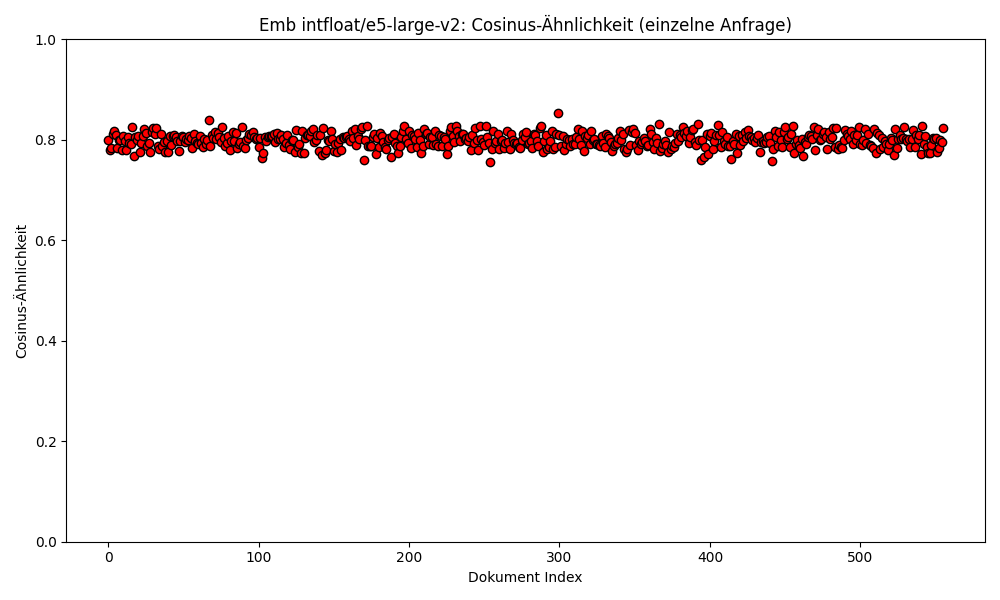 Emb intfloat/e5-large-v2: Cosinus-Ähnlichkeit (einzelne Anfrage)
1.0
0.8
0.6
0.4
0.2
0.0
Cosinus-Ähnlichkeit
0 100 200 300 400 500
Dokument Index